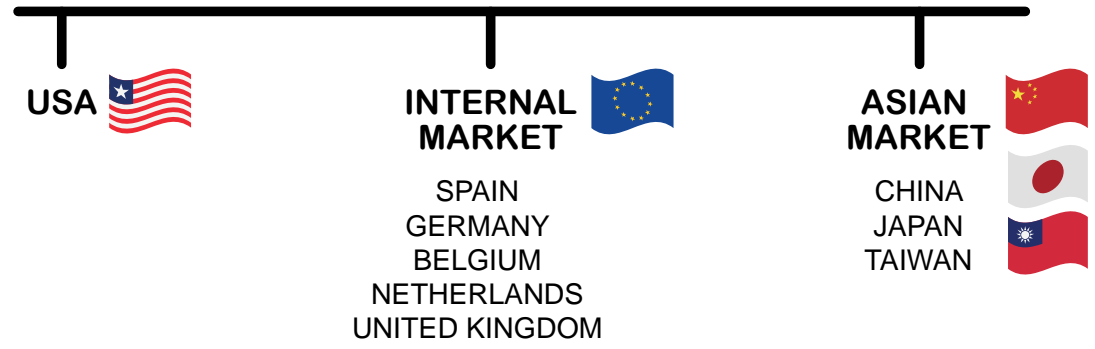 USA
INTERNAL
MARKET
SPAIN
GERMANY
BELGIUM
NETHERLANDS
UNITED KINGDOM
ASIAN
MARKET
CHINA
JAPAN
TAIWAN